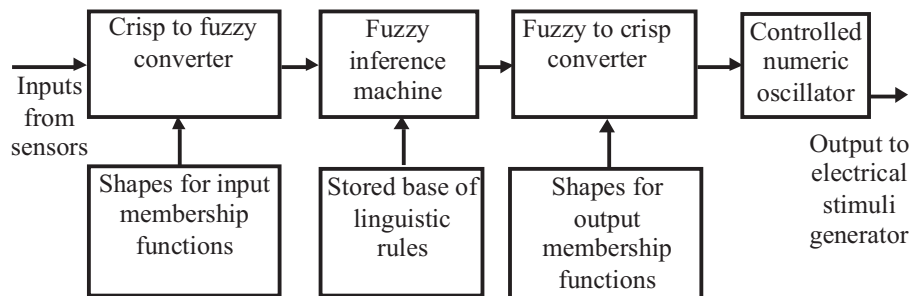 Crisp to fuzzy
converter
Fuzzy
inference
machine
Fuzzy to crisp
converter
Controlled
numeric
oscillator
Inputs
from
sensors
Output to
electrical
stimuli
generator
Shapes for input
membership
functions
Stored base of
linguistic
rules
Shapes for
output
membership
functions